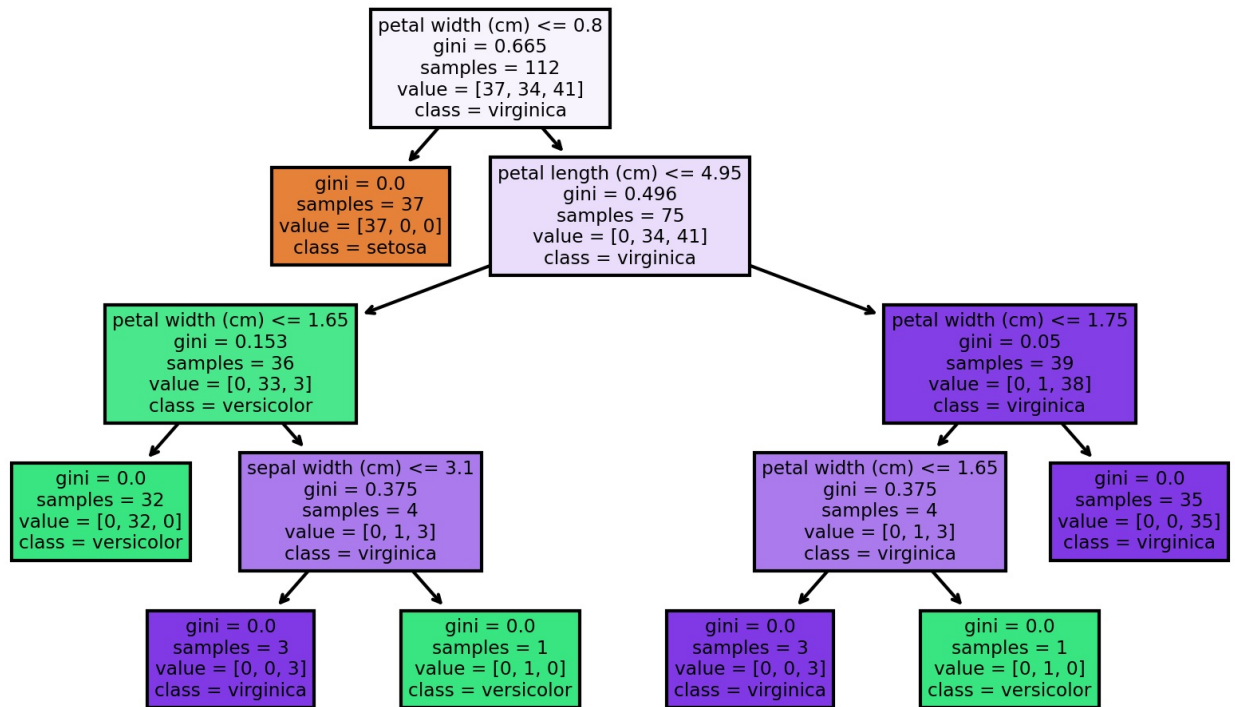 petal width (cm) <= 0.8
gini = 0.665
samples = 112
value = [37, 34, 41]
class = virginica
gini = 0.0
samples = 37
value = [37, 0, 0]
class = setosa
petal length (cm) <= 4.95
gini = 0.496
samples = 75
value = [0, 34, 41]
class = virginica
petal width (cm) <= 1.65
gini = 0.153
samples = 36
value = [0, 33, 3]
class = versicolor
petal width (cm) <= 1.75
gini = 0.05
samples = 39
value = [0, 1, 38]
class = virginica
gini = 0.0
samples = 32
value = [0, 32, 0]
class = versicolor
sepal width (cm) <= 3.1
gini = 0.375
samples = 4
value = [0, 1, 3]
class = virginica
petal width (cm) <= 1.65
gini = 0.375
samples = 4
value = [0, 1, 3]
class = virginica
gini = 0.0
samples = 35
value = [0, 0, 35]
class = virginica
gini = 0.0
samples = 3
value = [0, 0, 3]
class = virginica
gini = 0.0
samples = 1
value = [0, 1, 0]
class = versicolor
gini = 0.0
samples = 3
value = [0, 0, 3]
class = virginica
gini = 0.0
samples = 1
value = [0, 1, 0]
class = versicolor